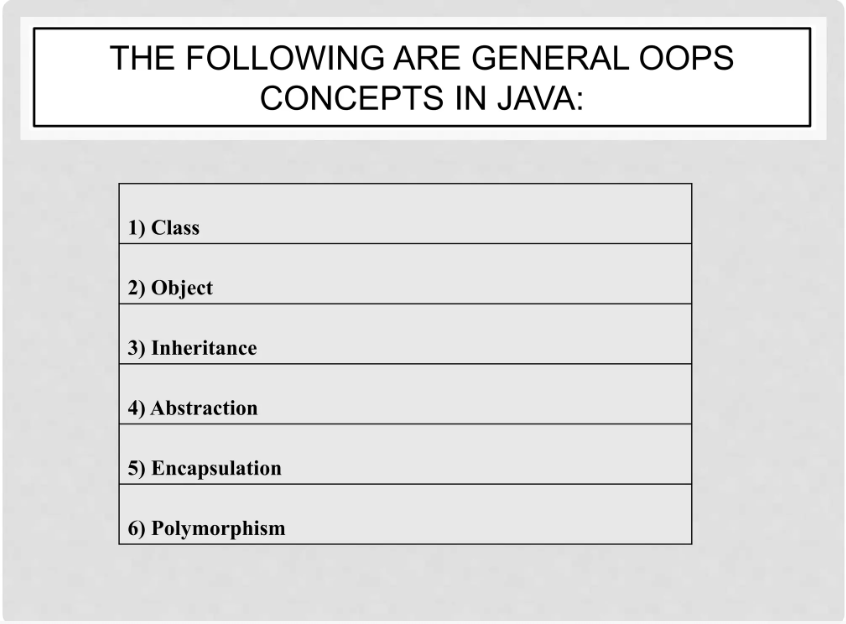 THE FOLLOWING ARE GENERAL OOPS
CONCEPTS IN JAVA:
1) Class
2) Object
3) Inheritance
4) Abstraction
5) Encapsulation
6) Polymorphism